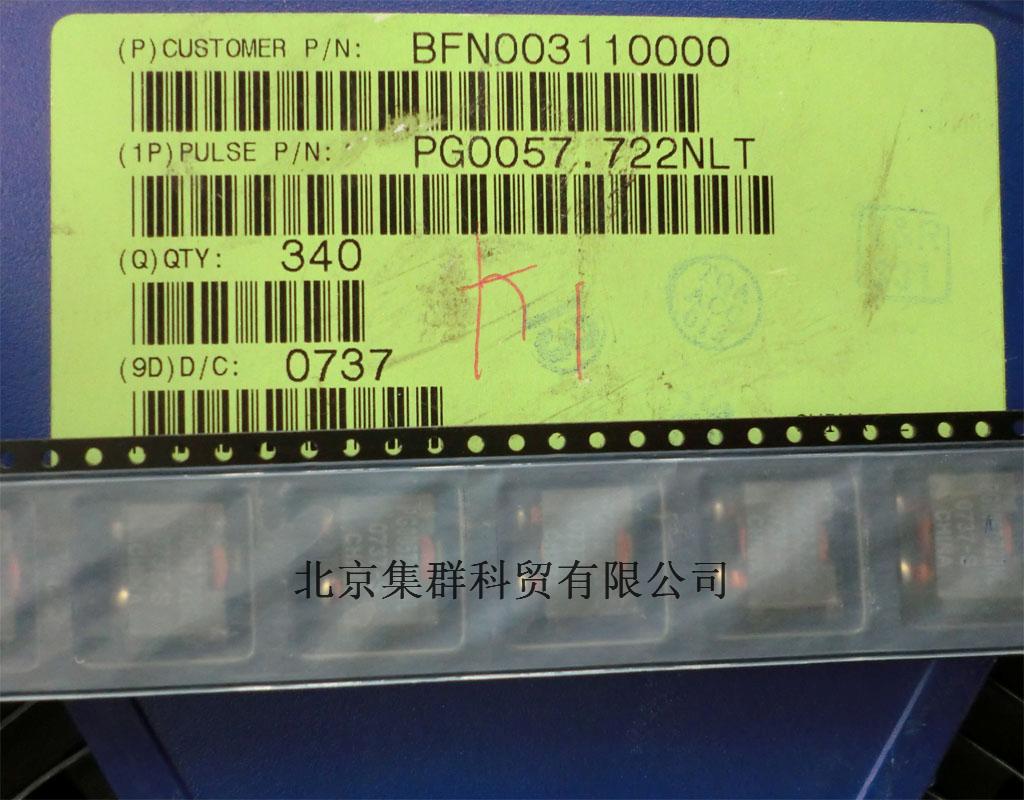 (P)CUSTOMER P/N: BFN003110000
(1P)PULSE P/N: PG0057.722NLT
(Q)QTY: 340
(9D)D/C: 0737
北京集群科贸有限公司
CHINA